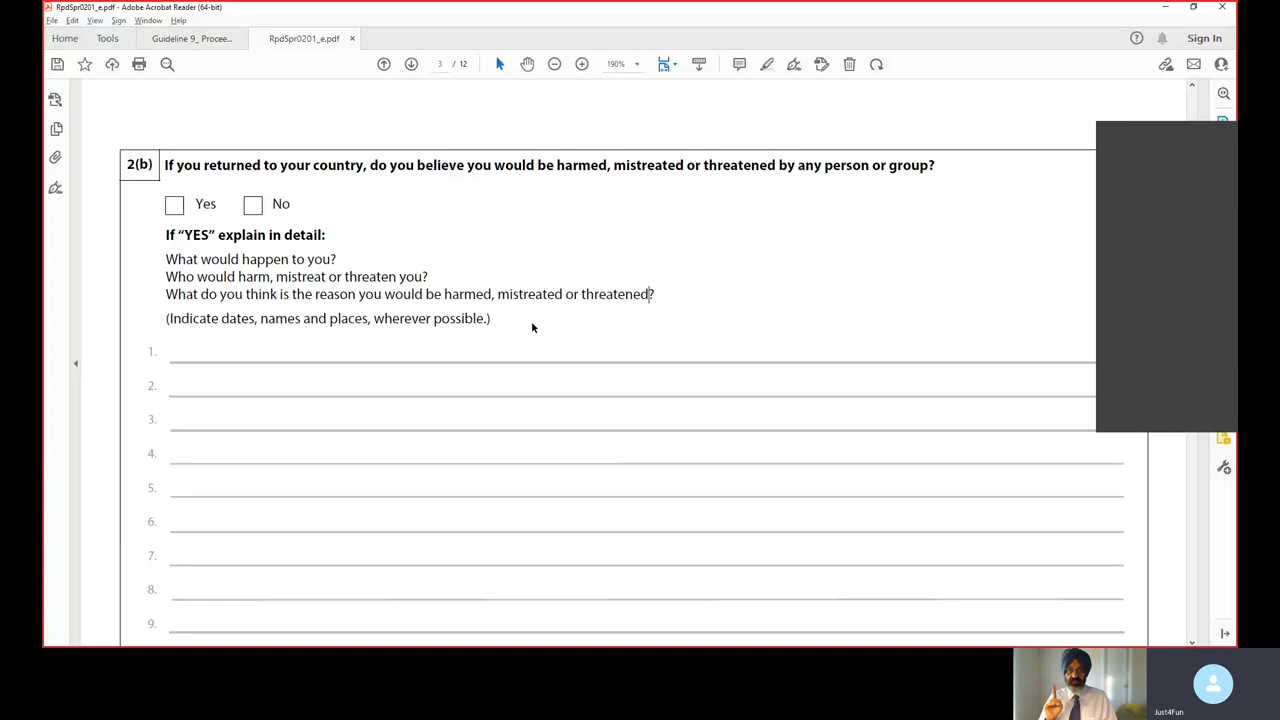 RpdSpr0201_e.pdf - Adobe Acrobat Reader (64-bit)
File Edit View Sign Window Help
Home Tools Guideline 9_ Procee... RpdSpr0201_e.pdf × Sign In
3 / 12 190%
2(b) If you returned to your country, do you believe you would be harmed, mistreated or threatened by any person or group?
Yes No
If “YES” explain in detail:
What would happen to you?
Who would harm, mistreat or threaten you?
What do you think is the reason you would be harmed, mistreated or threatened?
(Indicate dates, names and places, wherever possible.)
1.
2.
3.
4.
5.
6.
7.
8.
9.
Just4Fun